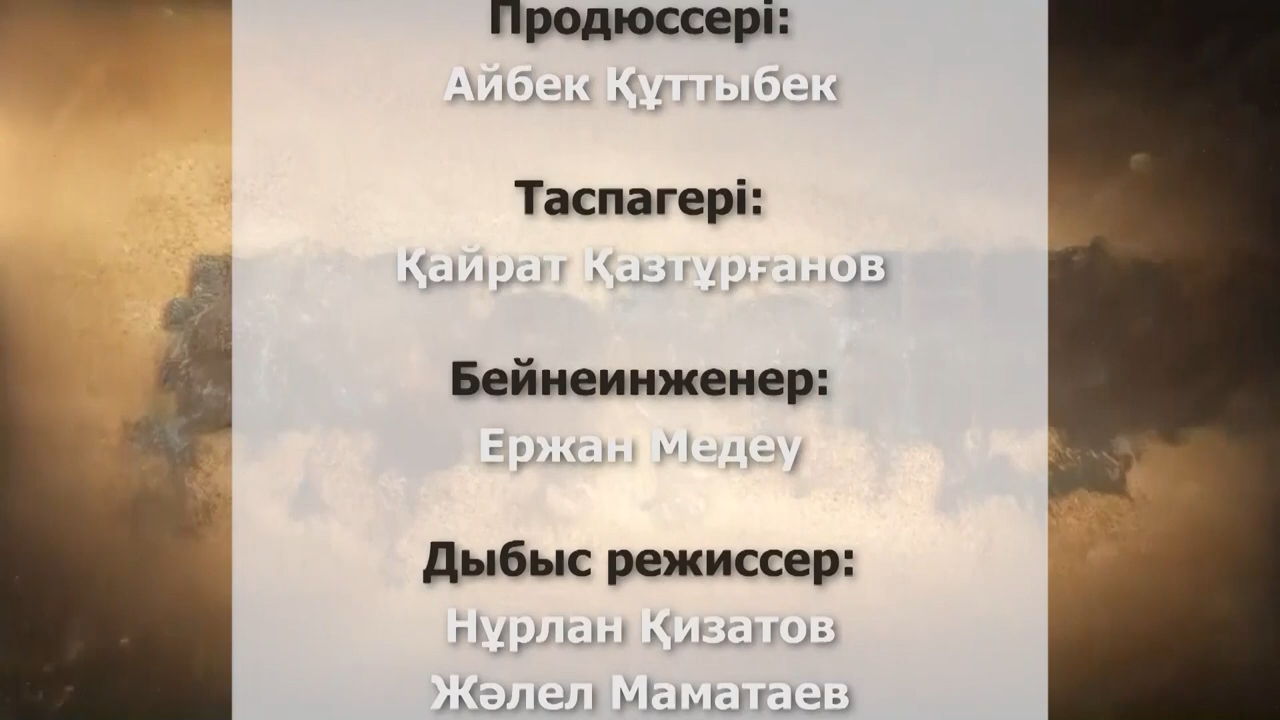 Продюссері:
Айбек Құттыбек
Таспагері:
Қайрат Қазтұрғанов
Бейнеинженер:
Ержан Медеу
Дыбыс режиссер:
Нұрлан Қизатов
Жәлел Маматаев